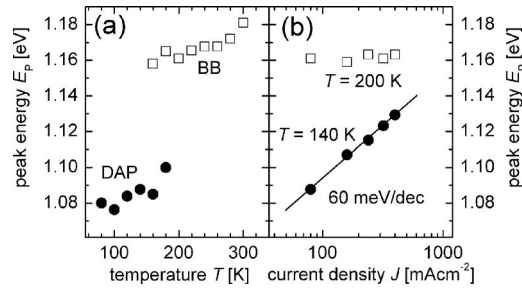 (a)
(b)
1.18
1.16
1.14
1.12
1.10
1.08
peak energy Eₚ [eV]
BB
DAP
100
200
300
temperature T [K]
T = 200 K
T = 140 K
60 meV/dec
100
1000
current density J [mAcm⁻²]
1.18
1.16
1.14
1.12
1.10
1.08
peak energy Eₚ [eV]